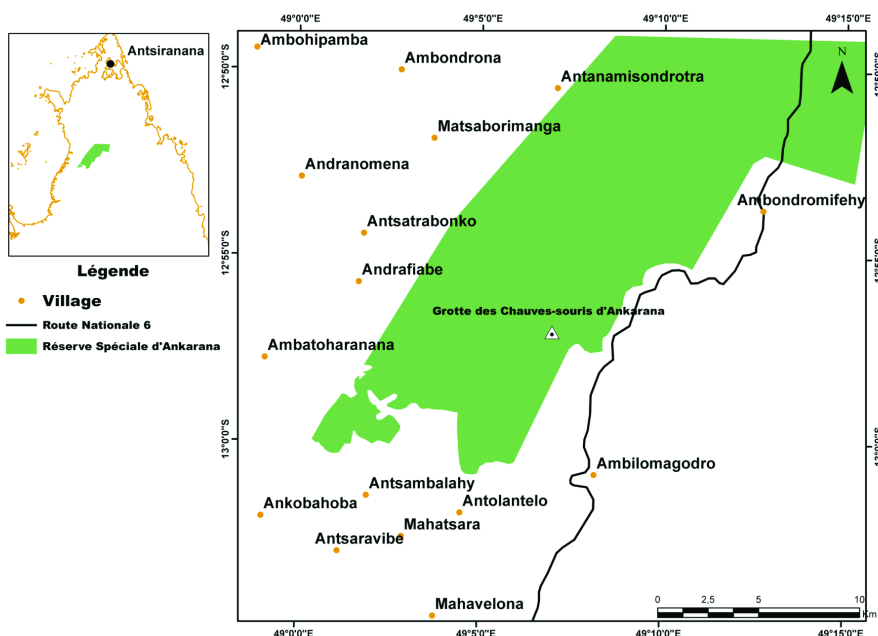 49°0'0"E 49°5'0"E 49°10'0"E 49°15'0"E
Antsiranana
Légende
Village
Route Nationale 6
Réserve Spéciale d'Ankarana
12°50'0"S
12°55'0"S
13°0'0"S
Ambohipamba
Ambondrona
Antanamisondrotra
N
Matsaborimanga
Andranomena
Ambondromifehy
Antsatrabonko
Andrafiabe
Grotte des Chauves-souris d'Ankarana
Ambatoharanana
Ambilomagodro
Antsambalahy
Ankobahoba
Antolantelo
Mahatsara
Antsaravibe
Mahavelona
12°55'0"S
0 2.5 5 10
Km
49°0'0"E 49°5'0"E 49°10'0"E 49°15'0"E